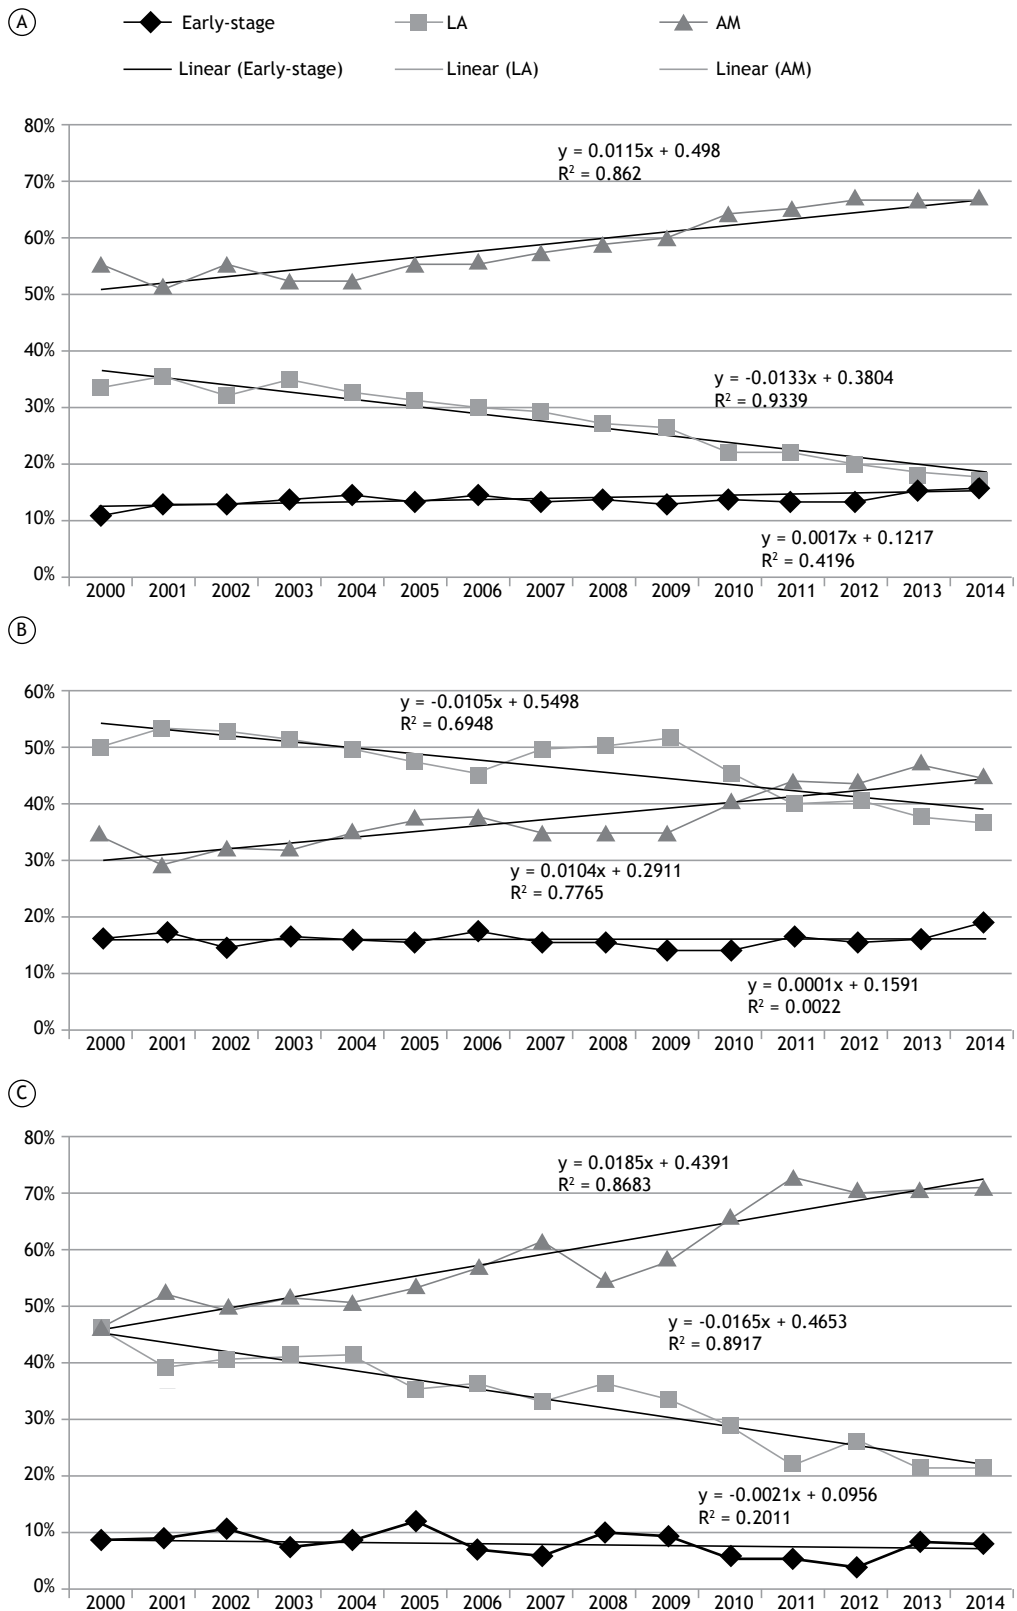 A
Early-stage LA AM
Linear (Early-stage) Linear (LA) Linear (AM)
80%
y = 0.0115x + 0.498
R² = 0.862
70%
60%
50%
40%
y = -0.0133x + 0.3804
R² = 0.9339
30%
20%
10%
y = 0.0017x + 0.1217
R² = 0.4196
0%
2000 2001 2002 2003 2004 2005 2006 2007 2008 2009 2010 2011 2012 2013 2014
B
60%
y = -0.0105x + 0.5498
R² = 0.6948
50%
40%
30%
y = 0.0104x + 0.2911
R² = 0.7765
20%
10%
y = 0.0001x + 0.1591
R² = 0.0022
0%
2000 2001 2002 2003 2004 2005 2006 2007 2008 2009 2010 2011 2012 2013 2014
C
80%
y = 0.0185x + 0.4391
R² = 0.8683
70%
60%
50%
y = -0.0165x + 0.4653
R² = 0.8917
40%
30%
20%
y = -0.0021x + 0.0956
R² = 0.2011
10%
0%
2000 2001 2002 2003 2004 2005 2006 2007 2008 2009 2010 2011 2012 2013 2014